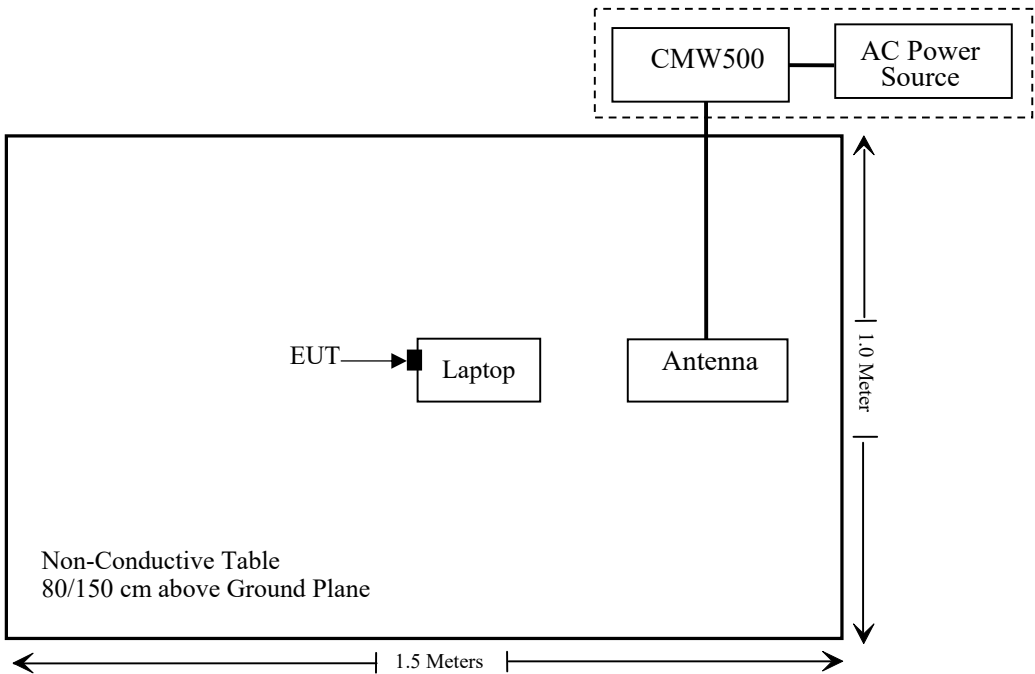 CMW500
AC Power
Source
EUT
Laptop
Antenna
1.0 Meter
Non-Conductive Table
80/150 cm above Ground Plane
1.5 Meters